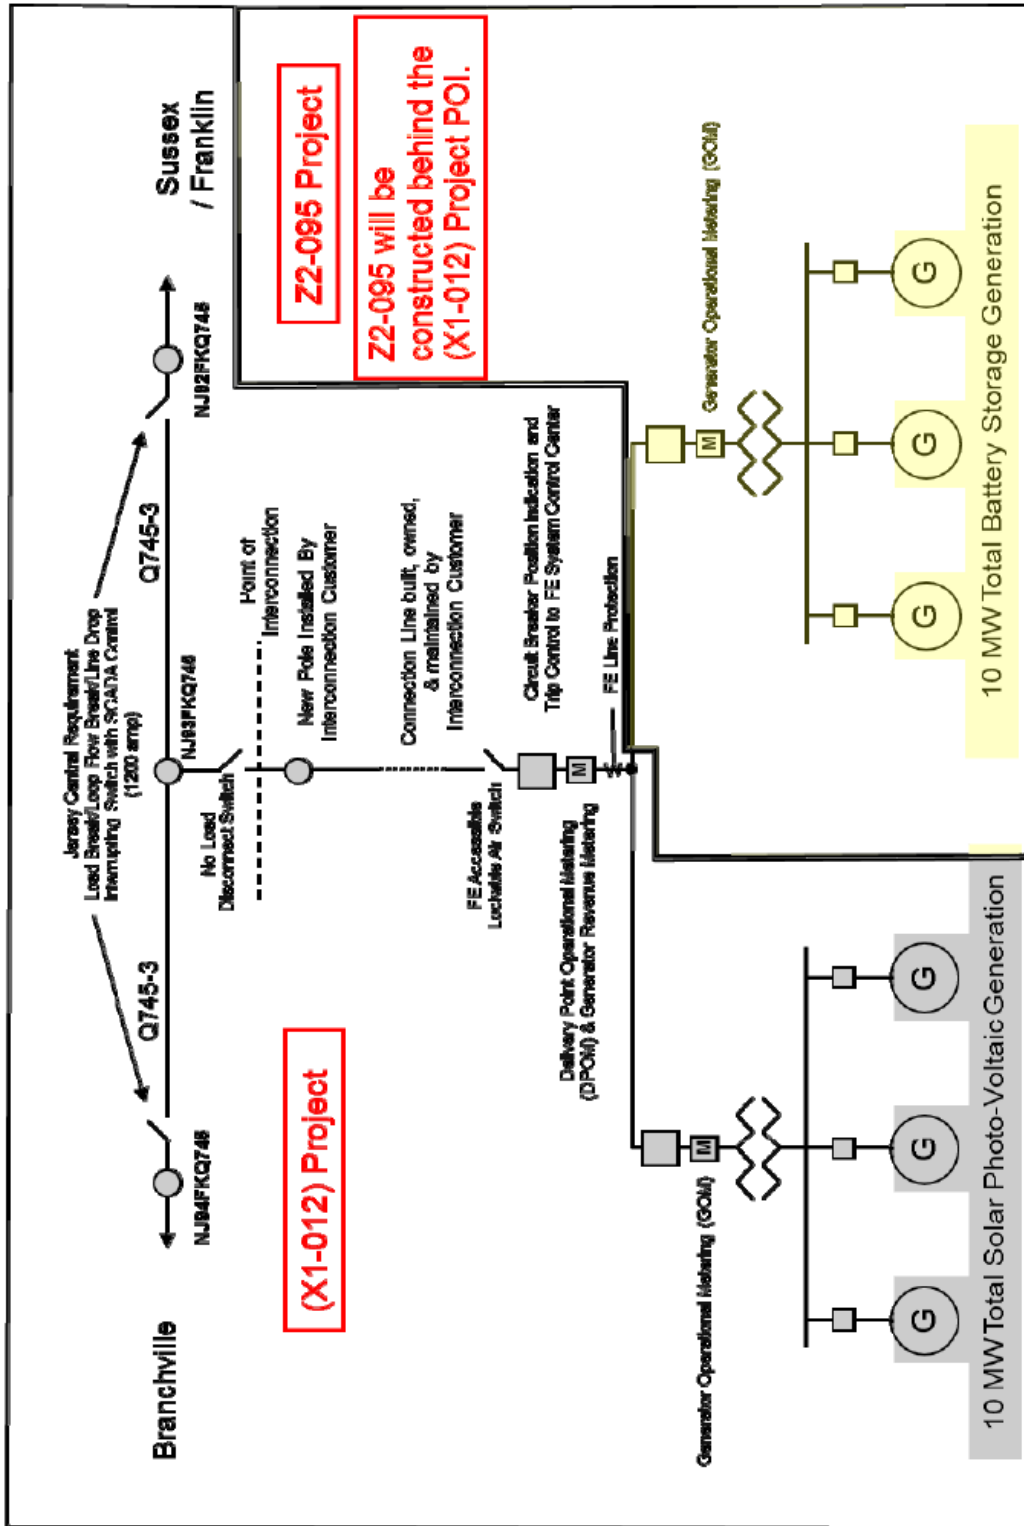 Branchville
Sussex
/ Franklin
Jersey Central Requirement
Load Break/Loop Flow Break/Line Drop
Interrupting Switch with SCADA Control
(1200 amp)
Q745-3
Q745-3
NJ94FKQ745
NJ93FKQ745
NJ92FKQ745
No Load
Disconnect Switch
Point of
Interconnection
(X1-012) Project
Z2-095 Project
Z2-095 will be
constructed behind the
(X1-012) Project POI.
New Pole Installed By
Interconnection Customer
Connection Line built, owned,
& maintained by
Interconnection Customer
FE Accessible
Lockable Air Switch
Circuit Breaker Position Indication and
Trip Control to FE System Control Center
M
Delivery Point Operational Metering
(DPOM) & Generator Revenue Metering
FE Line Protection
Generator Operational Metering (GOM)
M
Generator Operational Metering (GOM)
M
G
G
G
G
G
G
10 MW Total Solar Photo-Voltaic Generation
10 MW Total Battery Storage Generation